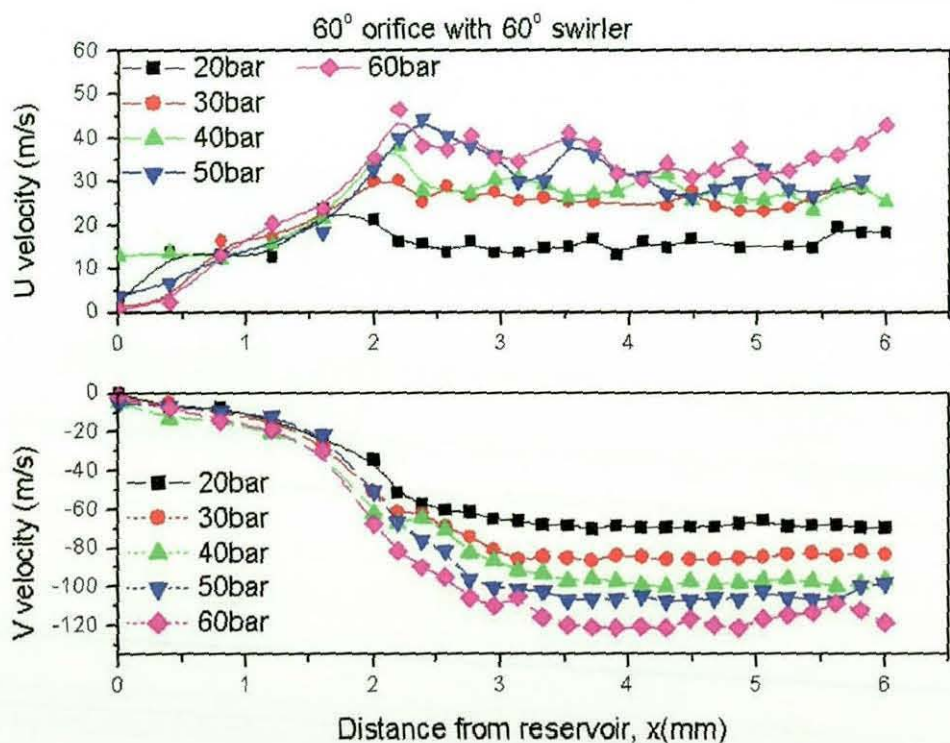 60° orifice with 60° swirler
60
50
40
30
20
10
0
U velocity (m/s)
20bar
60bar
30bar
40bar
50bar
0 1 2 3 4 5 6
0
-20
-40
-60
-80
-100
-120
V velocity (m/s)
20bar
30bar
40bar
50bar
60bar
0 1 2 3 4 5 6
Distance from reservoir, x(mm)